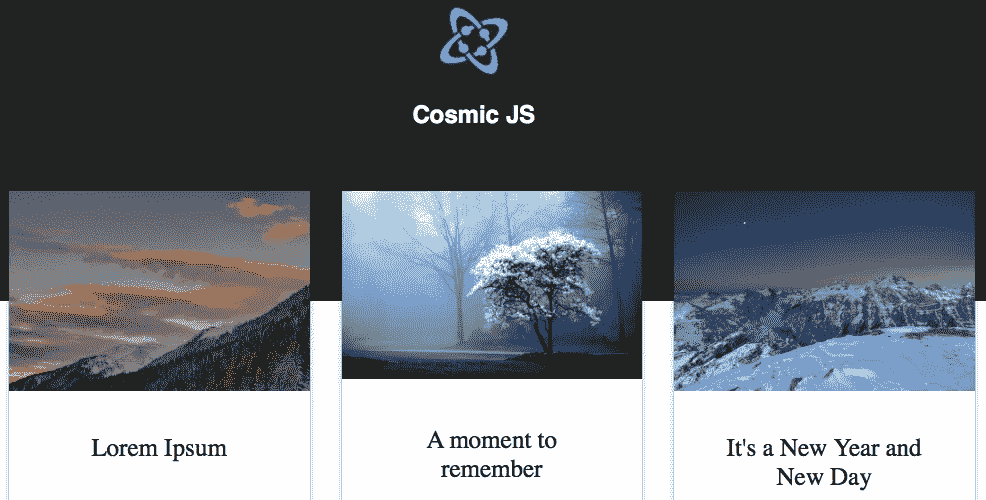 Cosmic JS
Lorem Ipsum
A moment to
remember
It's a New Year and
New Day